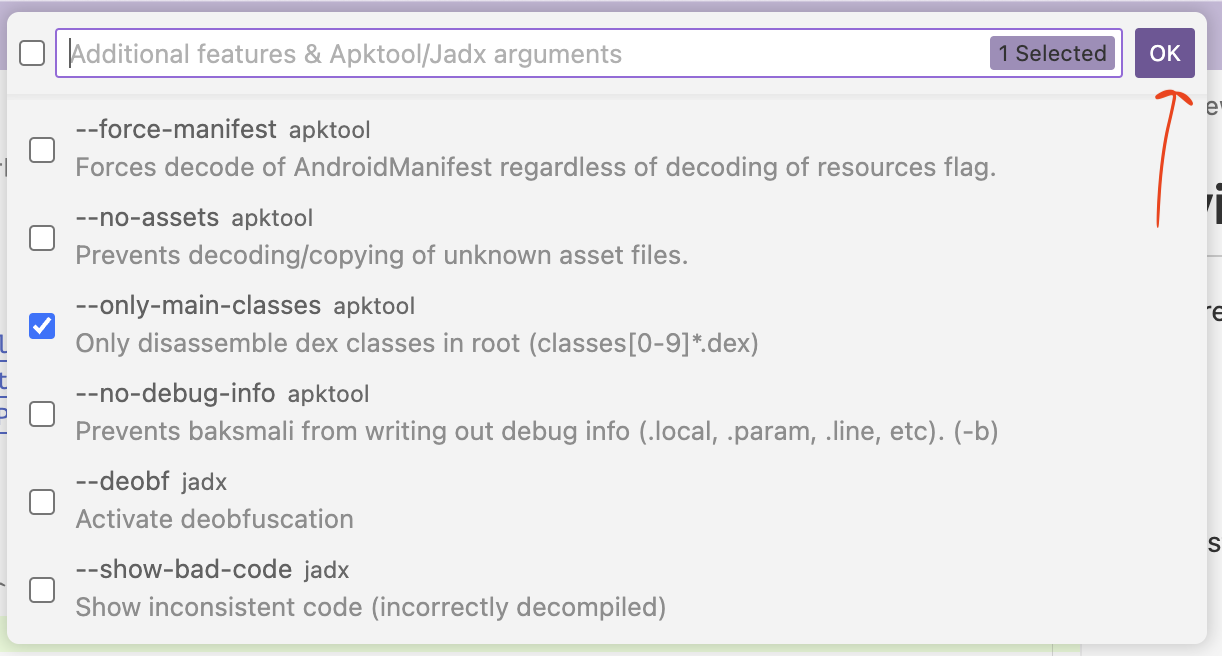 Additional features & Apktool/Jadx arguments 1 Selected OK
--force-manifest apktool
Forces decode of AndroidManifest regardless of decoding of resources flag.
--no-assets apktool
Prevents decoding/copying of unknown asset files.
--only-main-classes apktool
Only disassemble dex classes in root (classes[0-9]*.dex)
--no-debug-info apktool
Prevents baksmali from writing out debug info (.local, .param, .line, etc). (-b)
--deobf jadx
Activate deobfuscation
--show-bad-code jadx
Show inconsistent code (incorrectly decompiled)